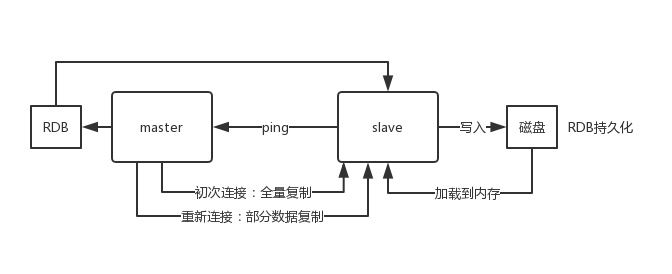 RDB
master
ping
slave
写入
磁盘
RDB持久化
初次连接：全量复制
加载到内存
重新连接：部分数据复制